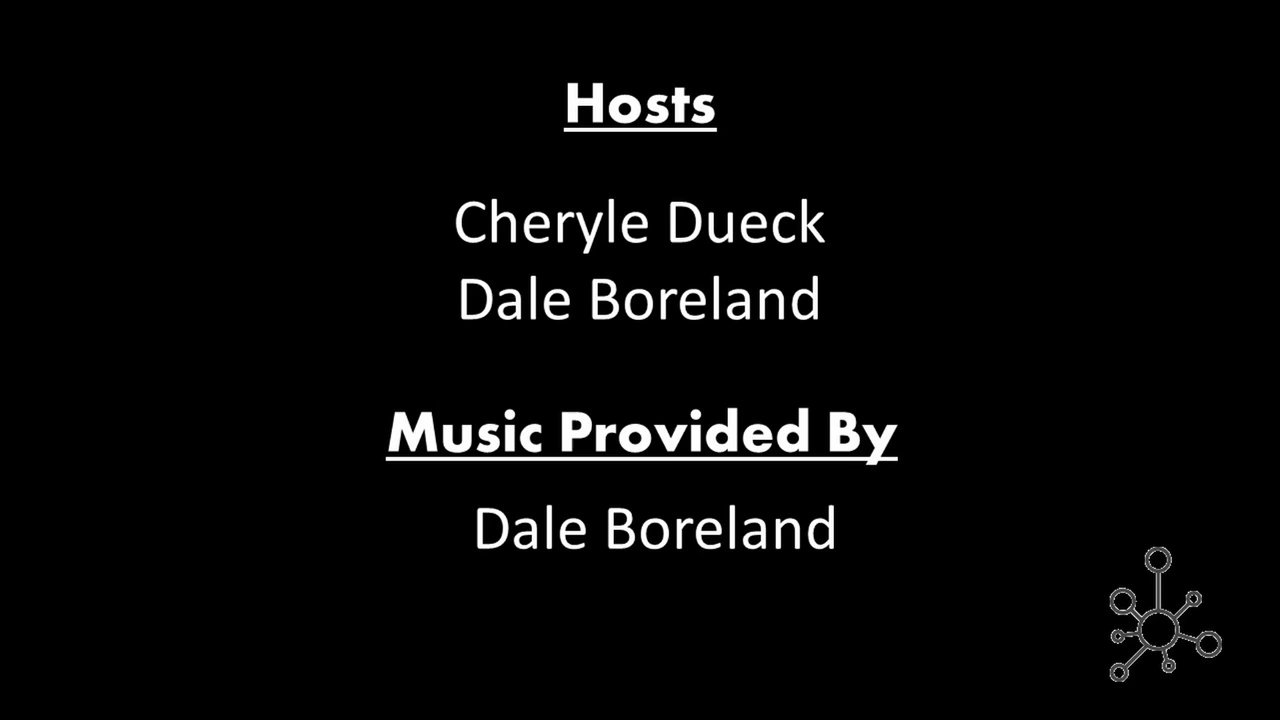 Hosts
Cheryle Dueck
Dale Boreland
Music Provided By
Dale Boreland